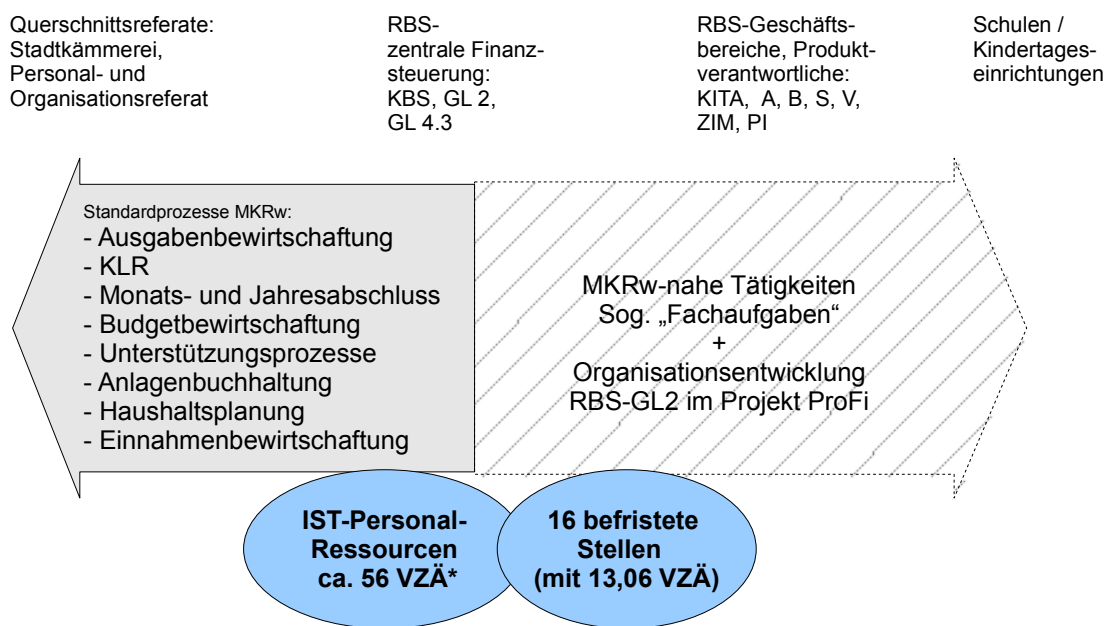 Querschnittsreferate:
Stadtkämmerei,
Personal- und
Organisationsreferat
RBS-
zentrale Finanz-
steuerung:
KBS, GL 2,
GL 4.3
RBS-Geschäfts-
bereiche, Produkt-
verantwortliche:
KITA, A, B, S, V,
ZIM, PI
Schulen /
Kindertages-
einrichtungen
Standardprozesse MKRw:
- Ausgabenbewirtschaftung
- KLR
- Monats- und Jahresabschluss
- Budgetbewirtschaftung
- Unterstützungsprozesse
- Anlagenbuchhaltung
- Haushaltsplanung
- Einnahmenbewirtschaftung
MKRw-nahe Tätigkeiten
Sog. „Fachaufgaben“
+
Organisationsentwicklung
RBS-GL2 im Projekt ProFi
IST-Personal-
Ressourcen
ca. 56 VZÄ*
16 befristete
Stellen
(mit 13,06 VZÄ)